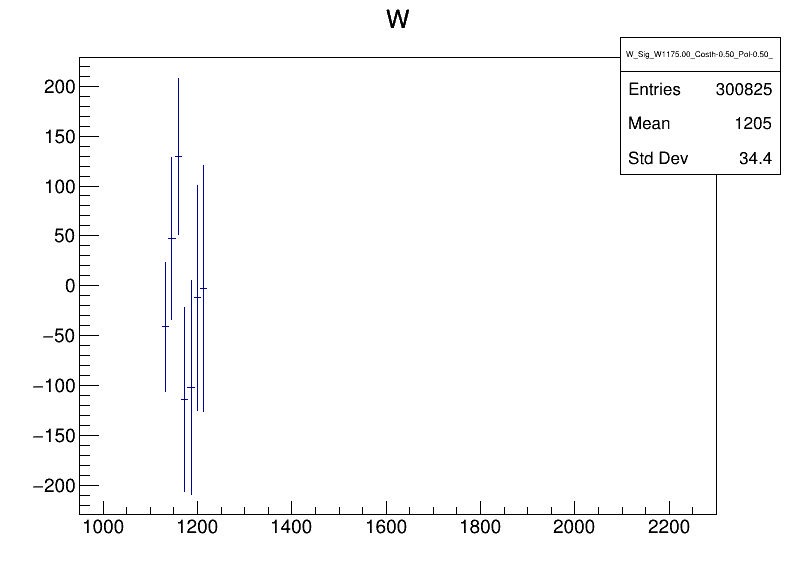 W
W_Sig_W1175.00_Costh-0.50_Pol-0.50_
Entries 300825
Mean 1205
Std Dev 34.4
200
150
100
50
0
−50
−100
−150
−200
1000 1200 1400 1600 1800 2000 2200